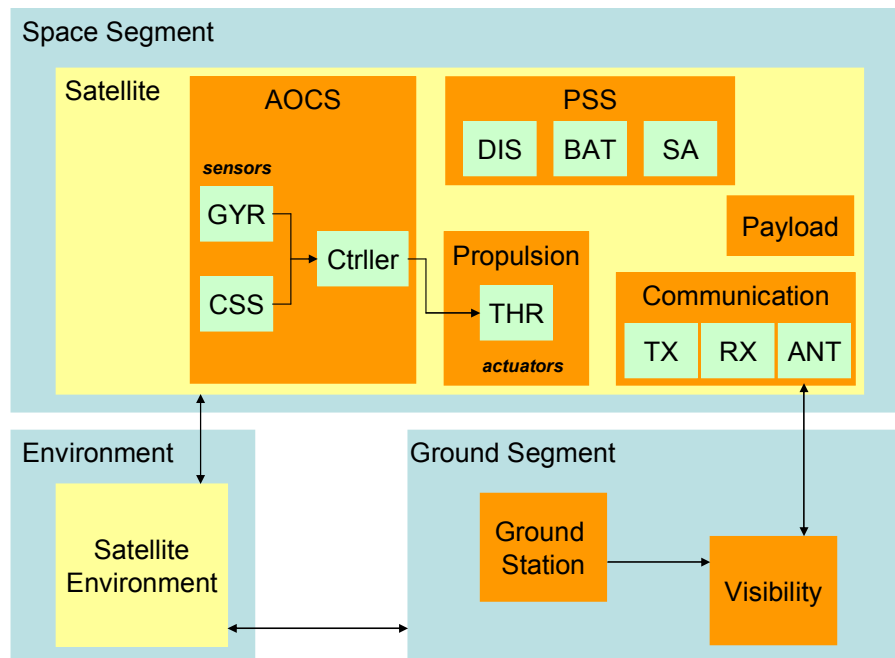 Space Segment
Satellite
AOCS
sensors
GYR
CSS
Ctrller
PSS
DIS
BAT
SA
Payload
Propulsion
THR
actuators
Communication
TX
RX
ANT
Environment
Satellite
Environment
Ground Segment
Ground
Station
Visibility